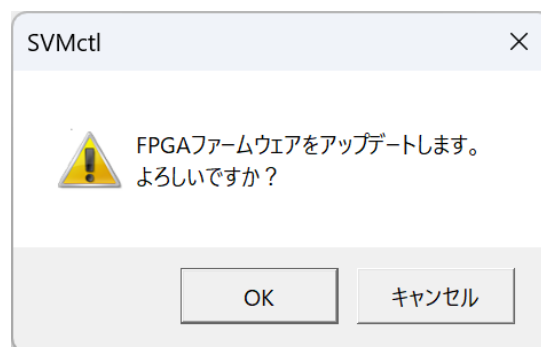 SVMctl
FPGAファームウェアをアップデートします。
よろしいですか？
OK
キャンセル